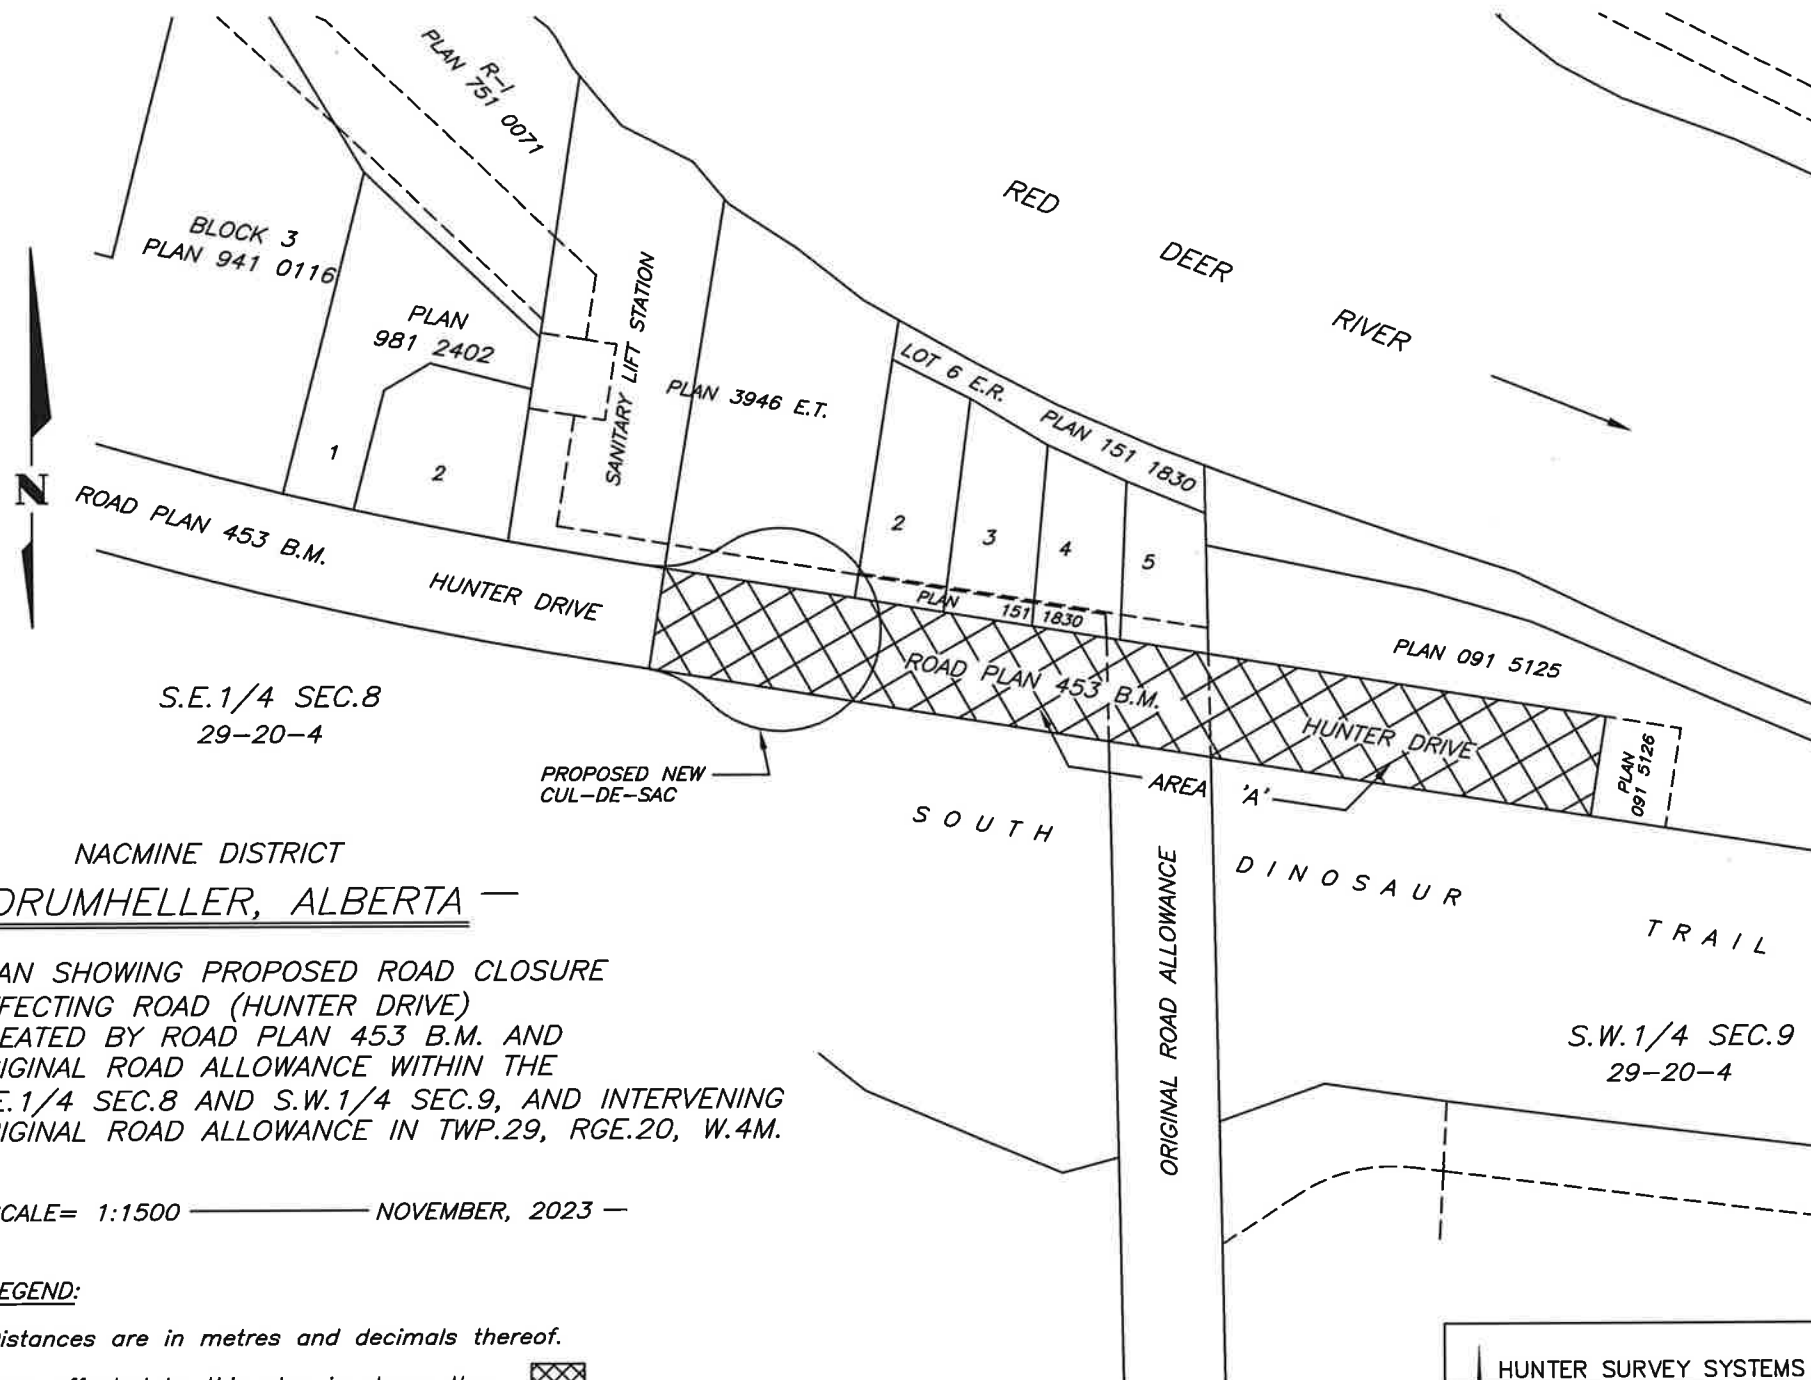 R-1
PLAN 751 0071
BLOCK 3
PLAN 941 0116
PLAN
981 2402
1
2
SANITARY LIFT STATION
PLAN 3946 E.T.
RED
DEER
RIVER
LOT 6 E.R.
PLAN 151 1830
2
3
4
5
N
ROAD PLAN 453 B.M.
HUNTER DRIVE
PLAN 151 1830
ROAD PLAN 453 B.M.
HUNTER DRIVE
PLAN 091 5125
PLAN
091 5126
S.E.1/4 SEC.8
29-20-4
PROPOSED NEW
CUL-DE-SAC
AREA 'A'
SOUTH
DINOSAUR
TRAIL
ORIGINAL ROAD ALLOWANCE
S.W.1/4 SEC.9
29-20-4
NACMINE DISTRICT
DRUMHELLER, ALBERTA —
AN SHOWING PROPOSED ROAD CLOSURE
FECTING ROAD (HUNTER DRIVE)
EATED BY ROAD PLAN 453 B.M. AND
IGINAL ROAD ALLOWANCE WITHIN THE
E.1/4 SEC.8 AND S.W.1/4 SEC.9, AND INTERVENING
IGINAL ROAD ALLOWANCE IN TWP.29, RGE.20, W.4M.
CALE= 1:1500 — NOVEMBER, 2023 —
EGEND:
istances are in metres and decimals thereof.
HUNTER SURVEY SYSTEMS